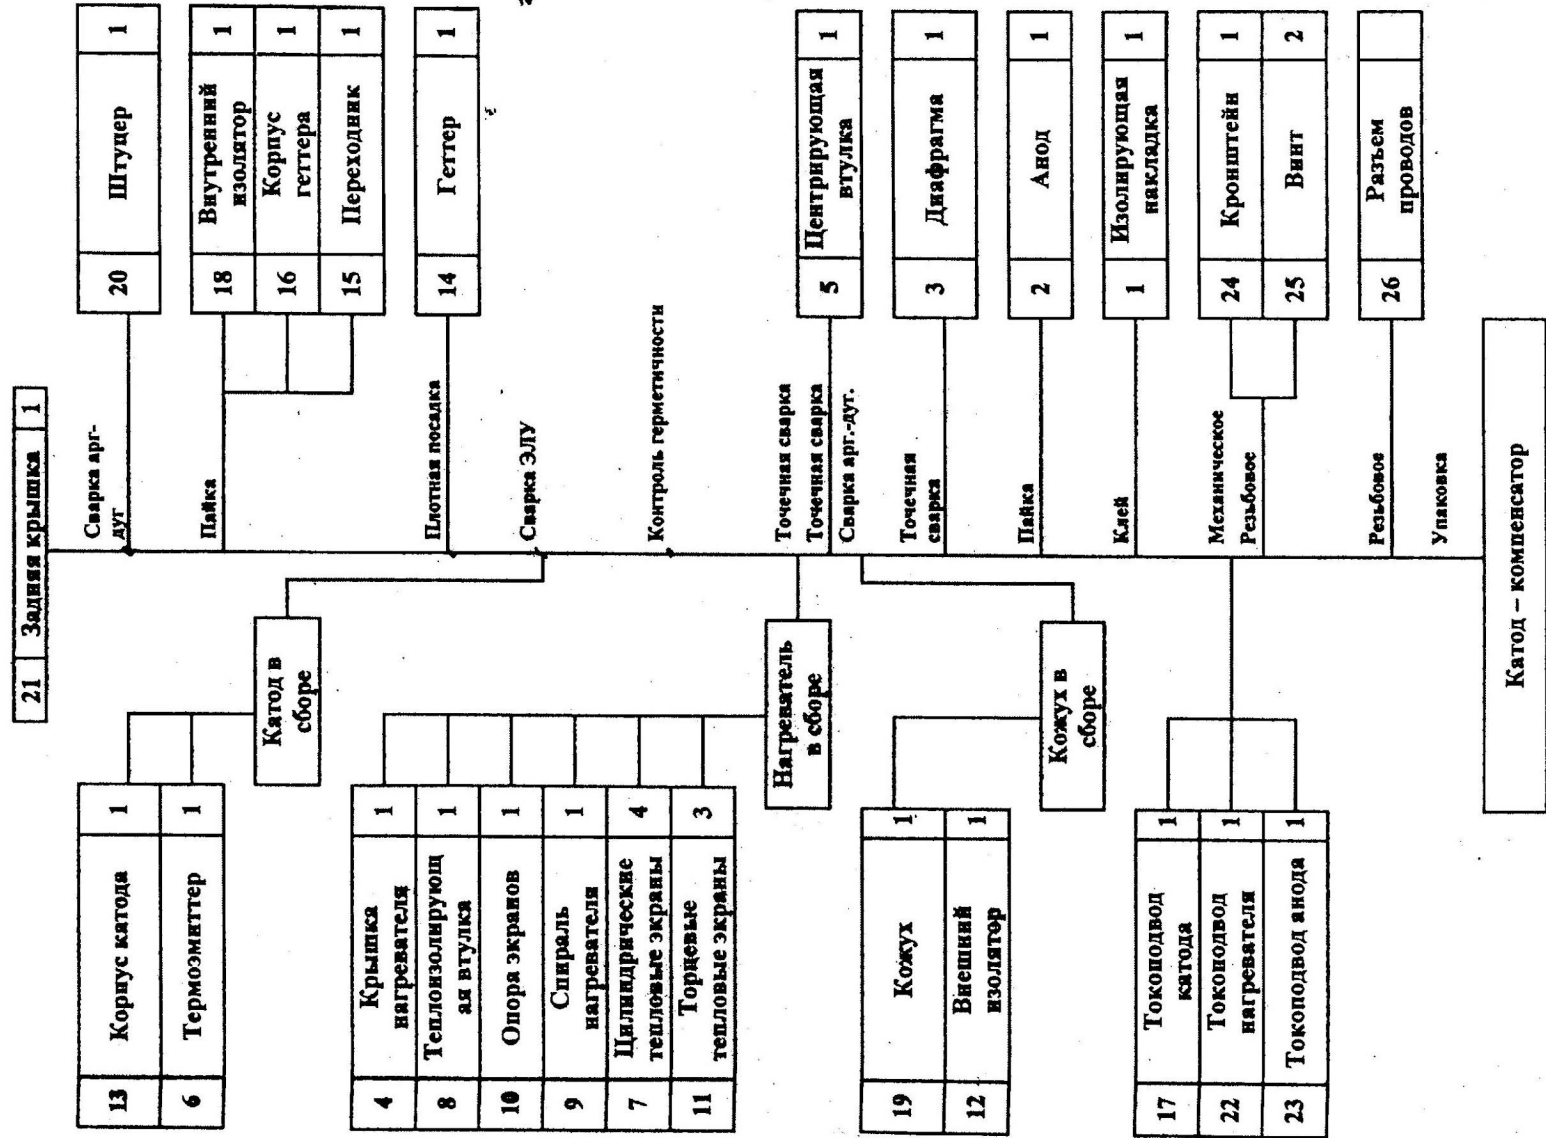 21 Задняя крышка 1
Сварка арг-
дуг
20 Штуцер 1
Пайка
18 Внутренний
изолятор 1
16 Корпус
геттера 1
15 Переходник 1
Плотная посадка
14 Геттер 1
Сварка ЭЛУ
Контроль герметичности
Точечная сварка
Точечная сварка
Сварка арг.-дуг.
5 Центрирующая
втулка 1
Точечная
сварка
3 Диафрагма 1
Пайка
2 Анод 1
Клей
1 Изолирующая
накладка 1
Механическое
Резьбовое
24 Кронштейн 1
25 Винт 2
Резьбовое
26 Разъем
проводов
Упаковка
13 Корпус катода 1
6 Термоэмиттер 1
Катод в
сборе
4 Крышка
нагревателя 1
8 Теплоизолирующ
ая втулка 1
10 Опора экранов 1
9 Спираль
нагревателя 1
7 Цилиндрические
тепловые экраны 4
11 Торцевые
тепловые экраны 3
Нагреватель
в сборе
19 Кожух 1
12 Внешний
изолятор 1
Кожух в
сборе
17 Токоподвод
катода 1
22 Токоподвод
нагревателя 1
23 Токоподвод анода 1
Катод – компенсатор